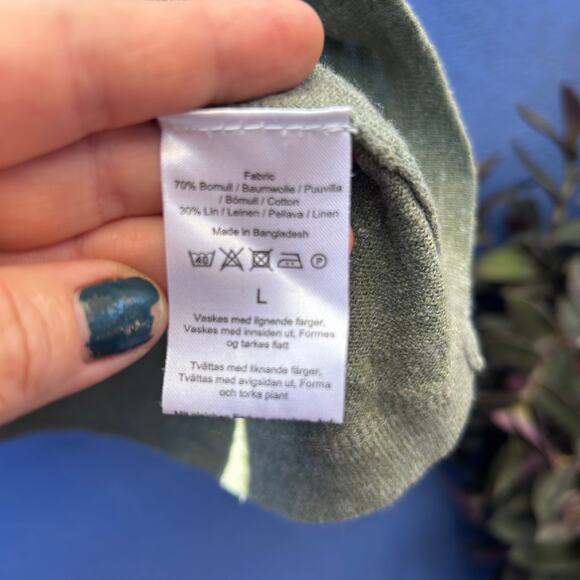 Fabric
70% Bomull / Baumwolle / Puuvilla
/ Bómull / Cotton
30% Lin / Leinen / Pellava / Linen
Made in Bangladesh
40 P
L
Vaskes med lignende farger,
Vaskes med innsiden ut, Formes
og tørkes flatt
Tvättas med liknande färger,
Tvättas med avigsidan ut, Forma
och torka plant